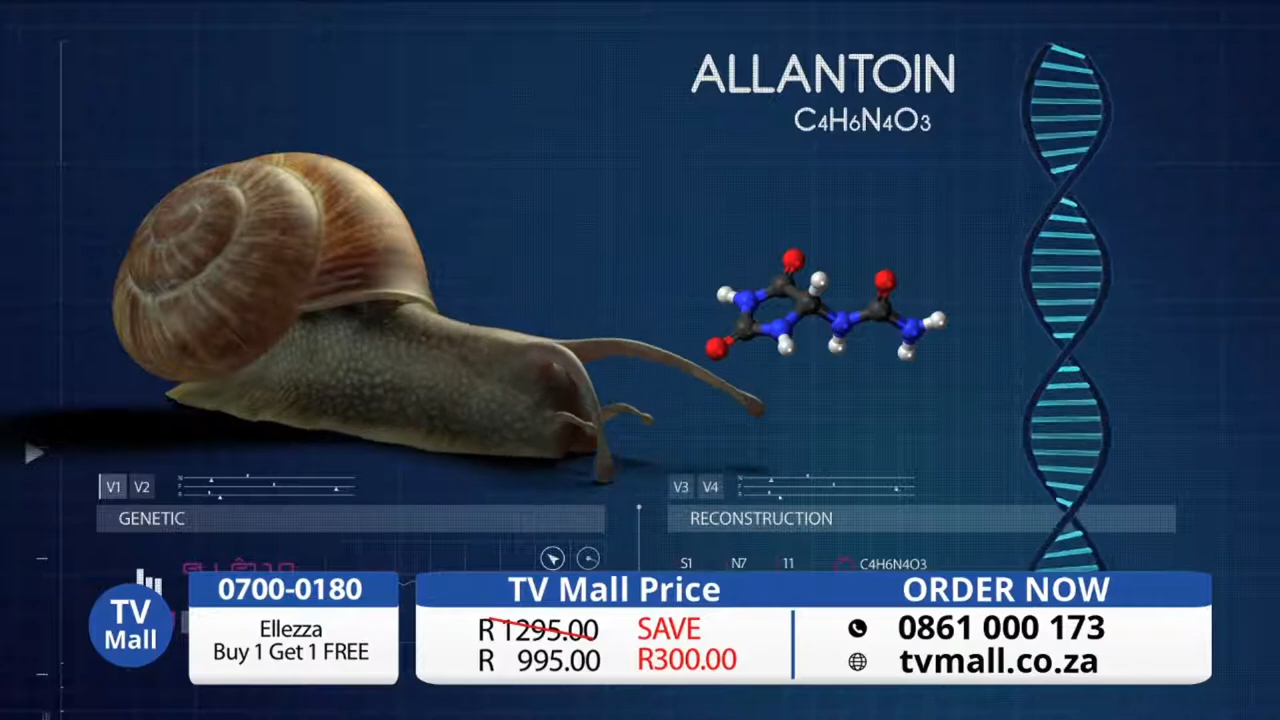 ALLANTOIN
C4H6N4O3
V1 V2
V3 V4
GENETIC
RECONSTRUCTION
S1 N7 11 C4H6N4O3
TV
Mall
0700-0180
Ellezza
Buy 1 Get 1 FREE
TV Mall Price
R 1295.00 SAVE
R 995.00 R300.00
ORDER NOW
0861 000 173
tvmall.co.za